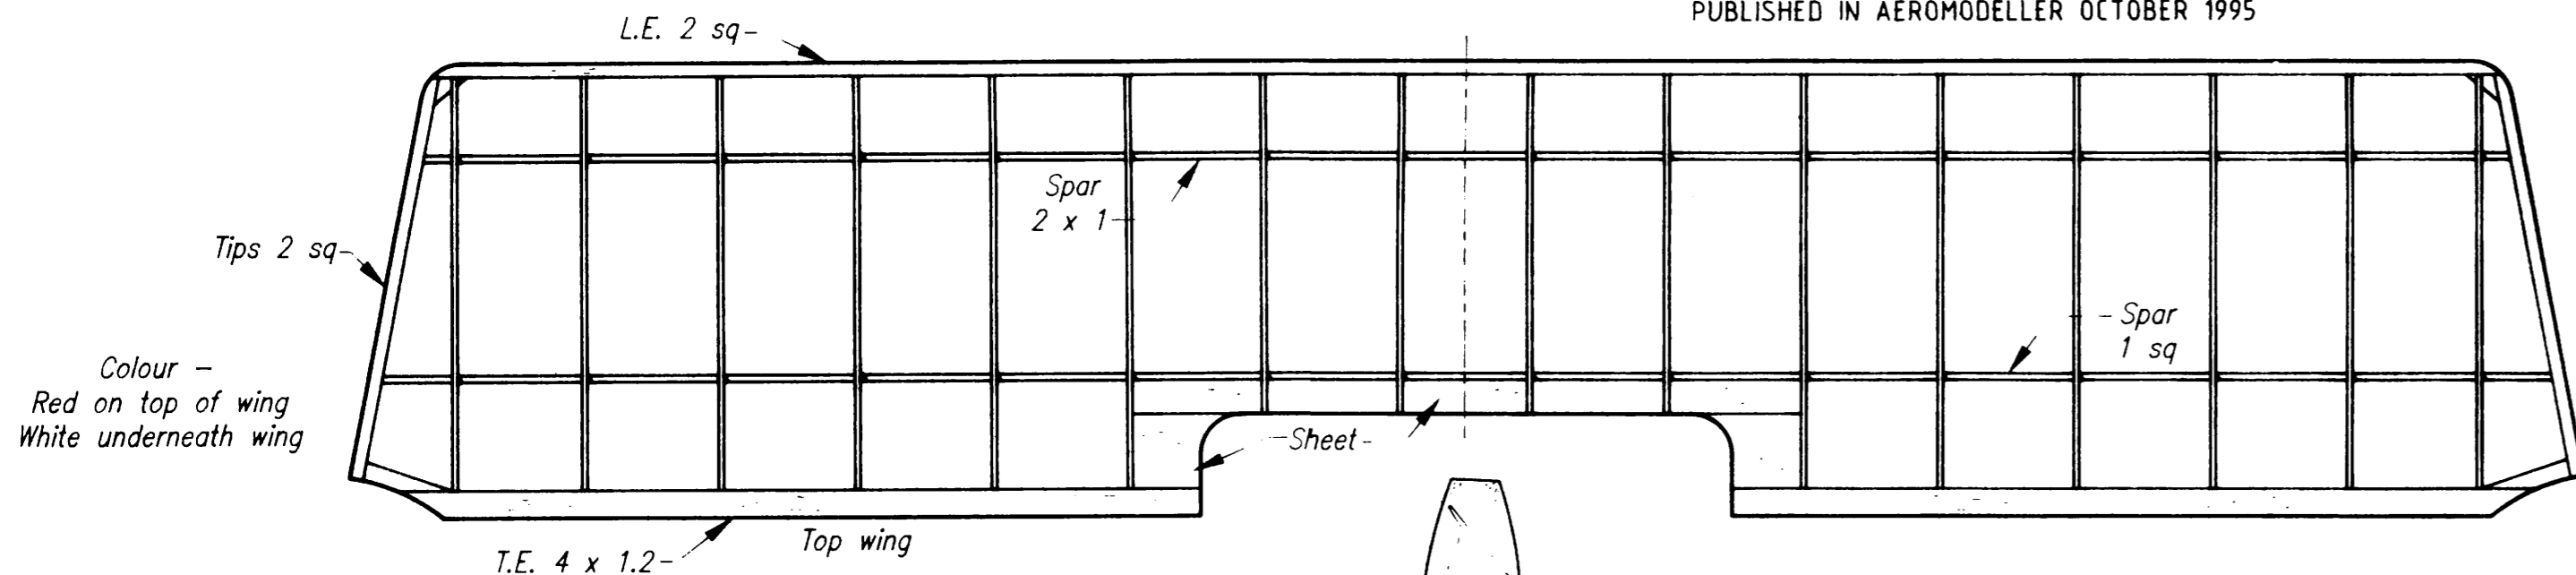 PUBLISHED IN AEROMODELLER OCTOBER 1995
L.E. 2 sq
Spar
2 x 1
Tips 2 sq
Spar
1 sq
Colour -
Red on top of wing
White underneath wing
Sheet
Top wing
T.E. 4 x 1.2